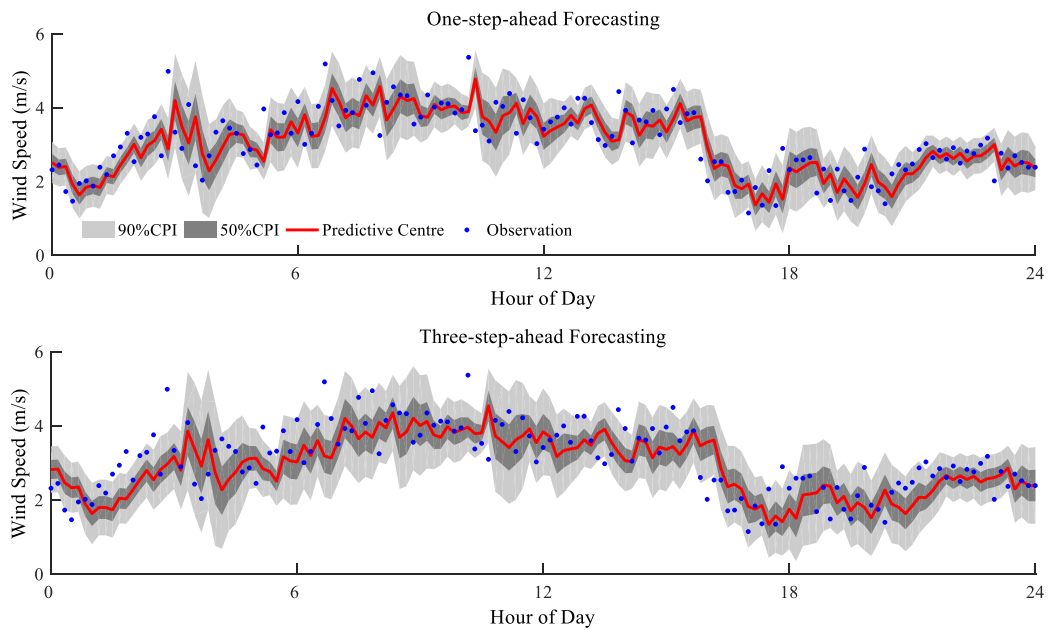 One-step-ahead Forecasting
6
4
2
0
Wind Speed (m/s)
90%CPI 50%CPI Predictive Centre Observation
0 6 12 18 24
Hour of Day
Three-step-ahead Forecasting
6
4
2
0
Wind Speed (m/s)
0 6 12 18 24
Hour of Day